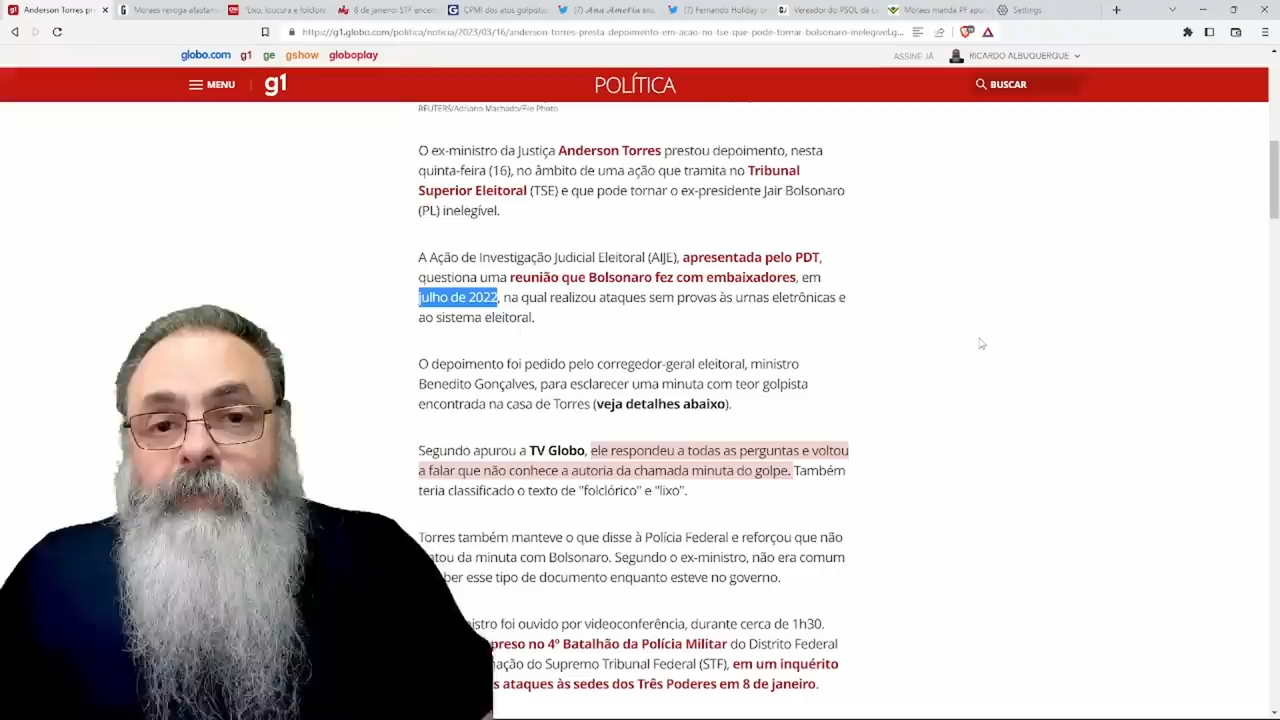 Anderson Torres pr
Moraes revoga afastam
"Lixo, loucura e folclore
8 de janeiro: STF encerr
CPMI dos atos golpista
(7) Ana Amelia
(7) Fernando Holiday on
Vereador do PSOL dá c
Moraes manda PF apur
Settings
https://g1.globo.com/politica/noticia/2023/03/16/anderson-torres-presta-depoimento-em-acao-no-tse-que-pode-tornar-bolsonaro-inelegivel.g...
globo.com g1 ge gshow globoplay
ASSINE JÁ
RICARDO ALBUQUERQUE
MENU
g1
POLÍTICA
BUSCAR
REUTERS/Adriano Machado/File Photo
O ex-ministro da Justiça Anderson Torres prestou depoimento, nesta
quinta-feira (16), no âmbito de uma ação que tramita no Tribunal
Superior Eleitoral (TSE) e que pode tornar o ex-presidente Jair Bolsonaro
(PL) inelegível.
A Ação de Investigação Judicial Eleitoral (AIJE), apresentada pelo PDT,
questiona uma reunião que Bolsonaro fez com embaixadores, em
julho de 2022, na qual realizou ataques sem provas às urnas eletrônicas e
ao sistema eleitoral.
O depoimento foi pedido pelo corregedor-geral eleitoral, ministro
Benedito Gonçalves, para esclarecer uma minuta com teor golpista
encontrada na casa de Torres (veja detalhes abaixo).
Segundo apurou a TV Globo, ele respondeu a todas as perguntas e voltou
a falar que não conhece a autoria da chamada minuta do golpe. Também
teria classificado o texto de "folclórico" e "lixo".
Torres também manteve o que disse à Polícia Federal e reforçou que não
tou da minuta com Bolsonaro. Segundo o ex-ministro, não era comum
ber esse tipo de documento enquanto esteve no governo.
istro foi ouvido por videoconferência, durante cerca de 1h30.
preso no 4º Batalhão da Polícia Militar do Distrito Federal
nação do Supremo Tribunal Federal (STF), em um inquérito
s ataques às sedes dos Três Poderes em 8 de janeiro.